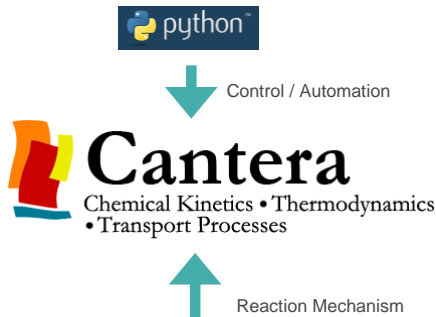 python™
Control / Automation
Cantera
Chemical Kinetics • Thermodynamics
• Transport Processes
Reaction Mechanism